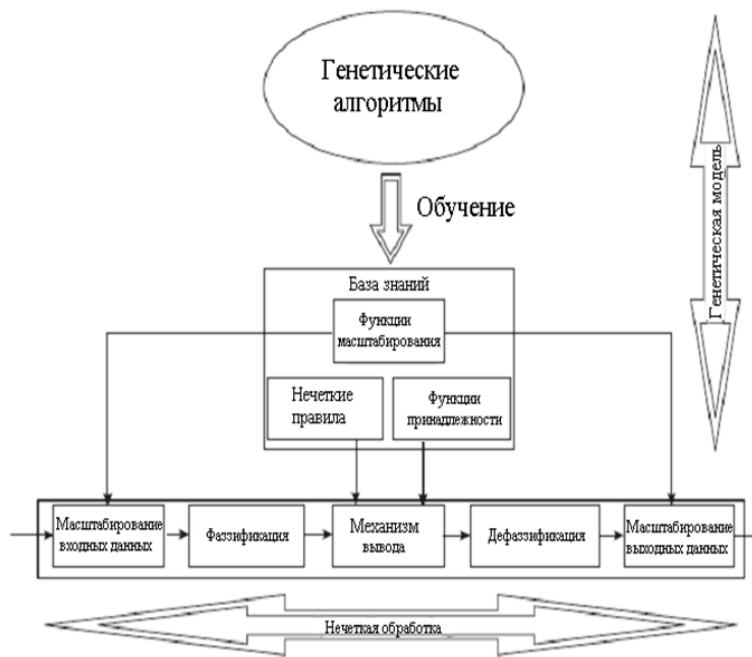 Генетические
алгоритмы
Обучение
Генетическая модель
База знаний
Функции
масштабирования
Нечеткие
правила
Функции
принадлежности
Масштабирование
входных данных
Фаззификация
Механизм
вывода
Дефаззификация
Масштабирование
выходных данных
Нечеткая обработка